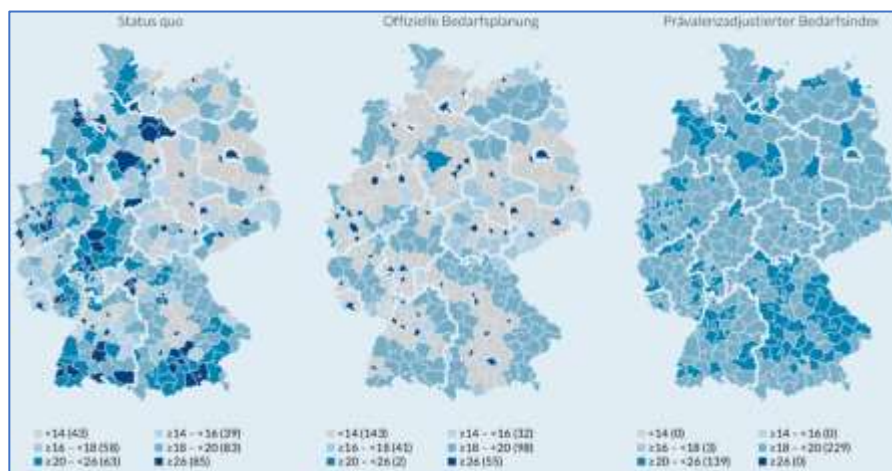 Status quo
Offizielle Bedarfsplanung
Prävalenzadjustierter Bedarfsindex
<14 (43)
≥14 – <16 (39)
≥16 – <18 (58)
≥18 – <20 (83)
≥20 – <26 (63)
≥26 (85)
<14 (143)
≥14 – <16 (32)
≥16 – <18 (41)
≥18 – <20 (98)
≥20 – <26 (2)
≥26 (55)
<14 (0)
≥14 – <16 (0)
≥16 – <18 (3)
≥18 – <20 (229)
≥20 – <26 (139)
≥26 (0)